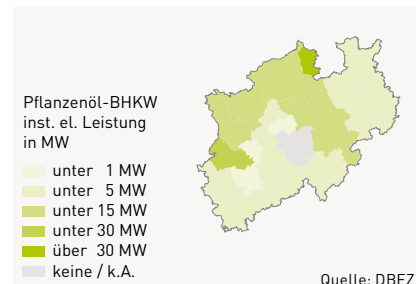 Pflanzenöl-BHKW
inst. el. Leistung
in MW
unter 1 MW
unter 5 MW
unter 15 MW
unter 30 MW
über 30 MW
keine / k.A.
Quelle: DBFZ